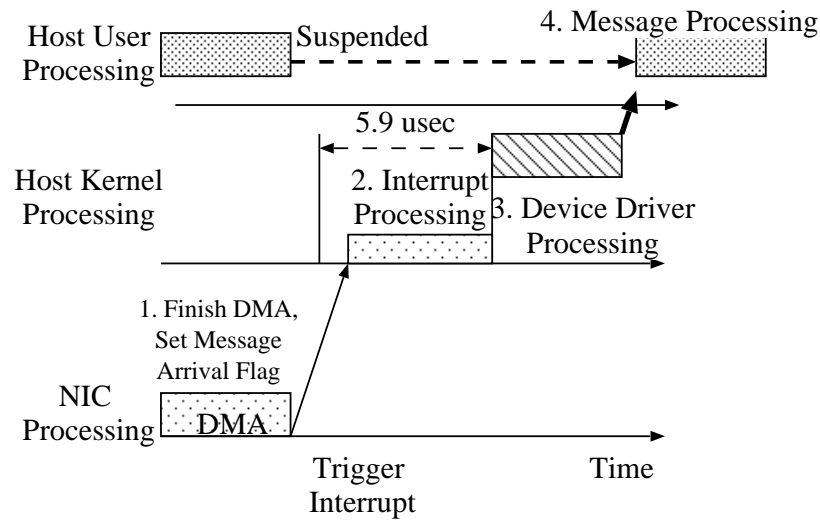 Host User
Processing
Suspended
4. Message Processing
5.9 usec
Host Kernel
Processing
2. Interrupt
Processing
3. Device Driver
Processing
1. Finish DMA,
Set Message
Arrival Flag
NIC
Processing
DMA
Trigger
Interrupt
Time